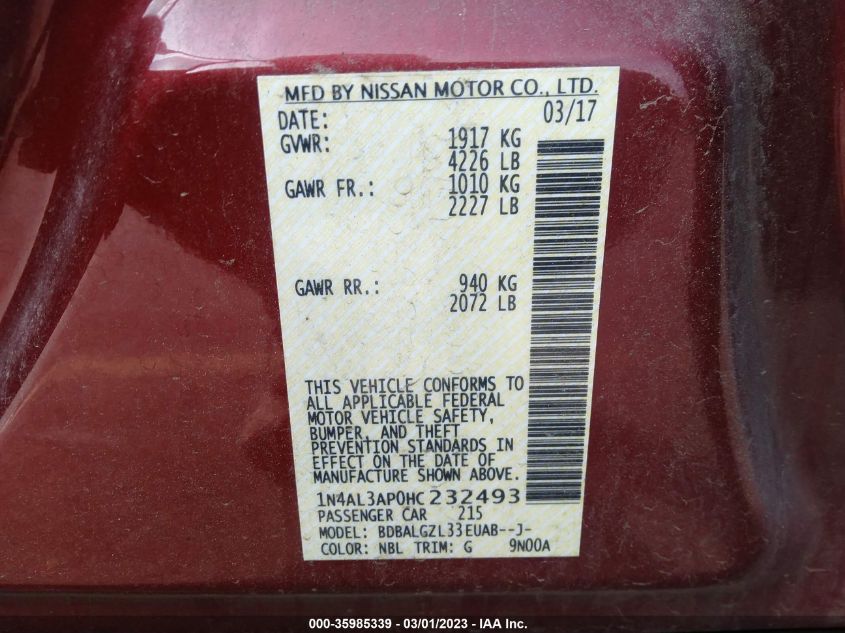 MFD BY NISSAN MOTOR CO., LTD.
DATE: 03/17
GVWR: 1917 KG
4226 LB
GAWR FR.: 1010 KG
2227 LB
GAWR RR.: 940 KG
2072 LB
THIS VEHICLE CONFORMS TO
ALL APPLICABLE FEDERAL
MOTOR VEHICLE SAFETY,
BUMPER, AND THEFT
PREVENTION STANDARDS IN
EFFECT ON THE DATE OF
MANUFACTURE SHOWN ABOVE.
1N4AL3AP0HC232493
PASSENGER CAR 215
MODEL: BDBALGZL33EUAB--J-
COLOR: NBL TRIM: G 9N00A
000-35985339 - 03/01/2023 - IAA Inc.